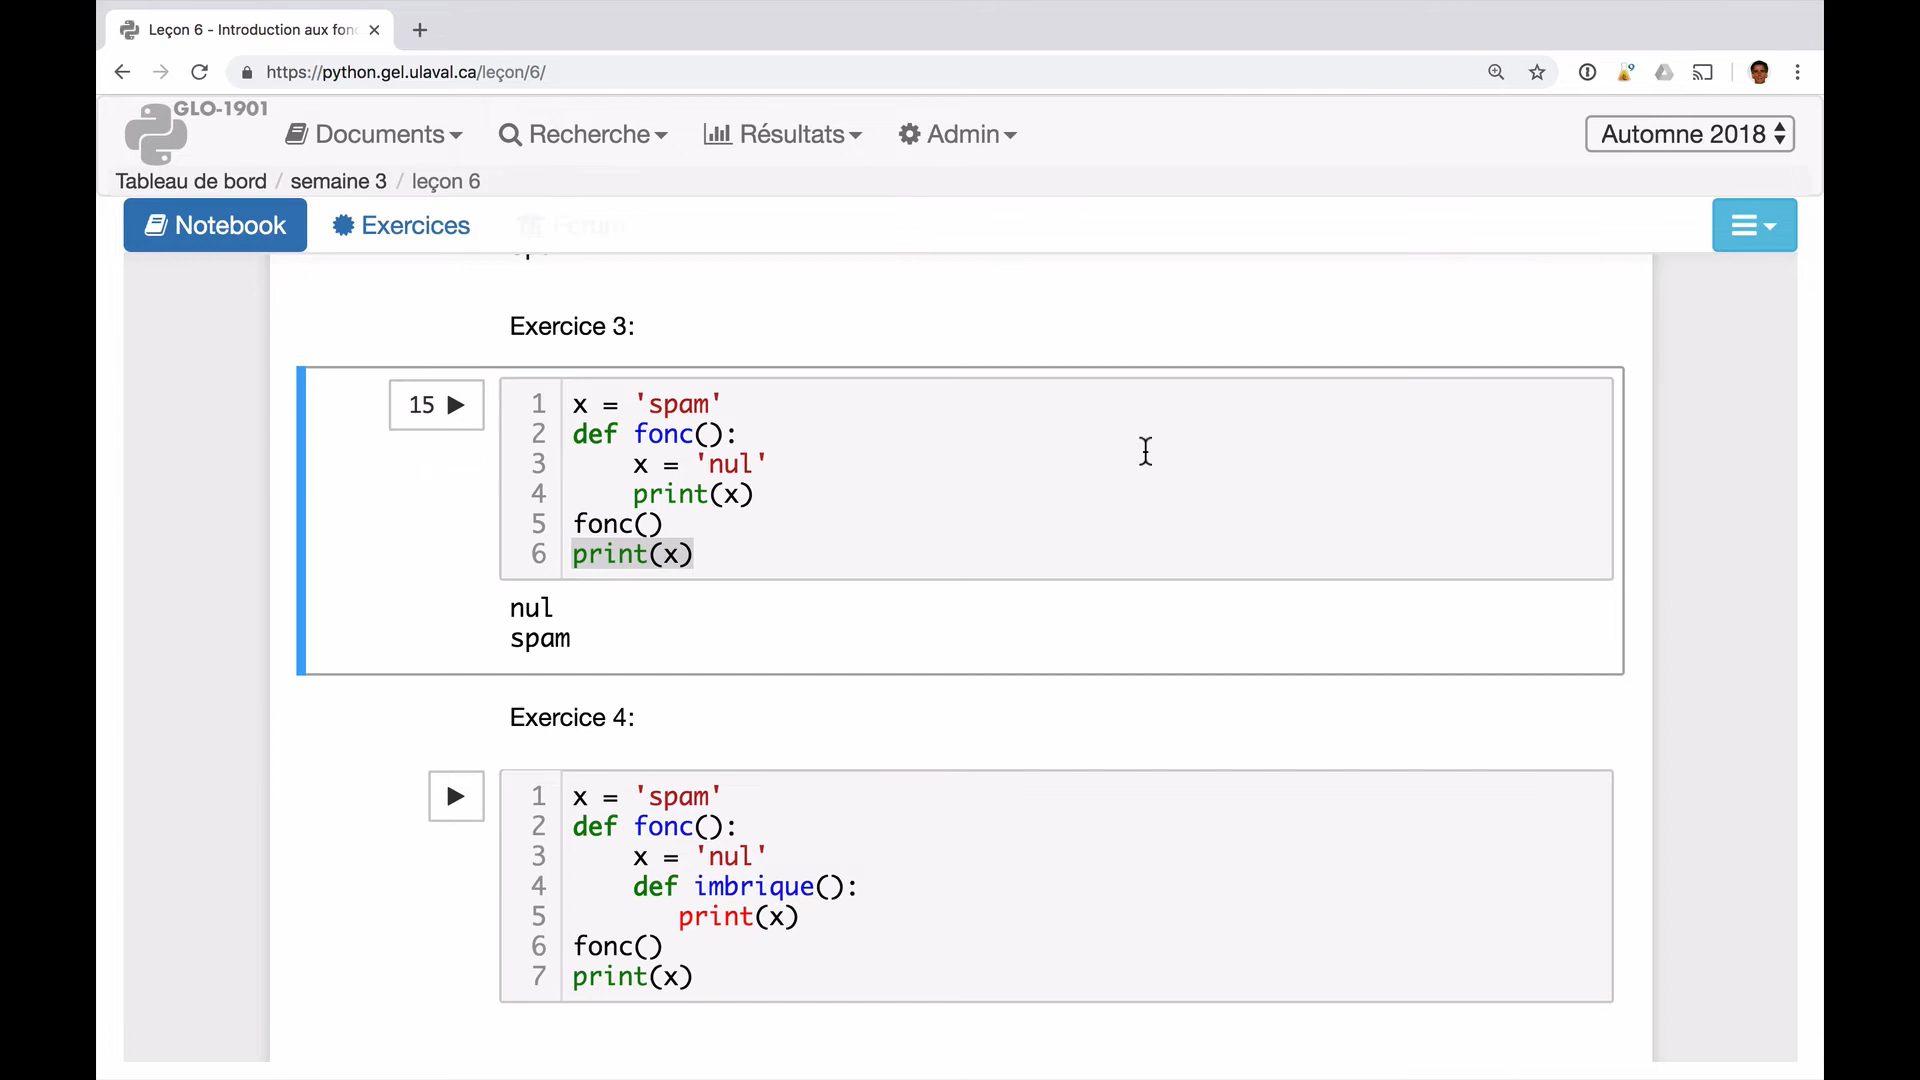 Leçon 6 - Introduction aux fon
https://python.gel.ulaval.ca/leçon/6/
GLO-1901
Documents Recherche Résultats Admin Automne 2018
Tableau de bord / semaine 3 / leçon 6
Notebook Exercices Forum
Exercice 3:
15
1 x = 'spam'
2 def fonc():
3     x = 'nul'
4     print(x)
5 fonc()
6 print(x)
nul
spam
Exercice 4:
1 x = 'spam'
2 def fonc():
3     x = 'nul'
4     def imbrique():
5        print(x)
6 fonc()
7 print(x)